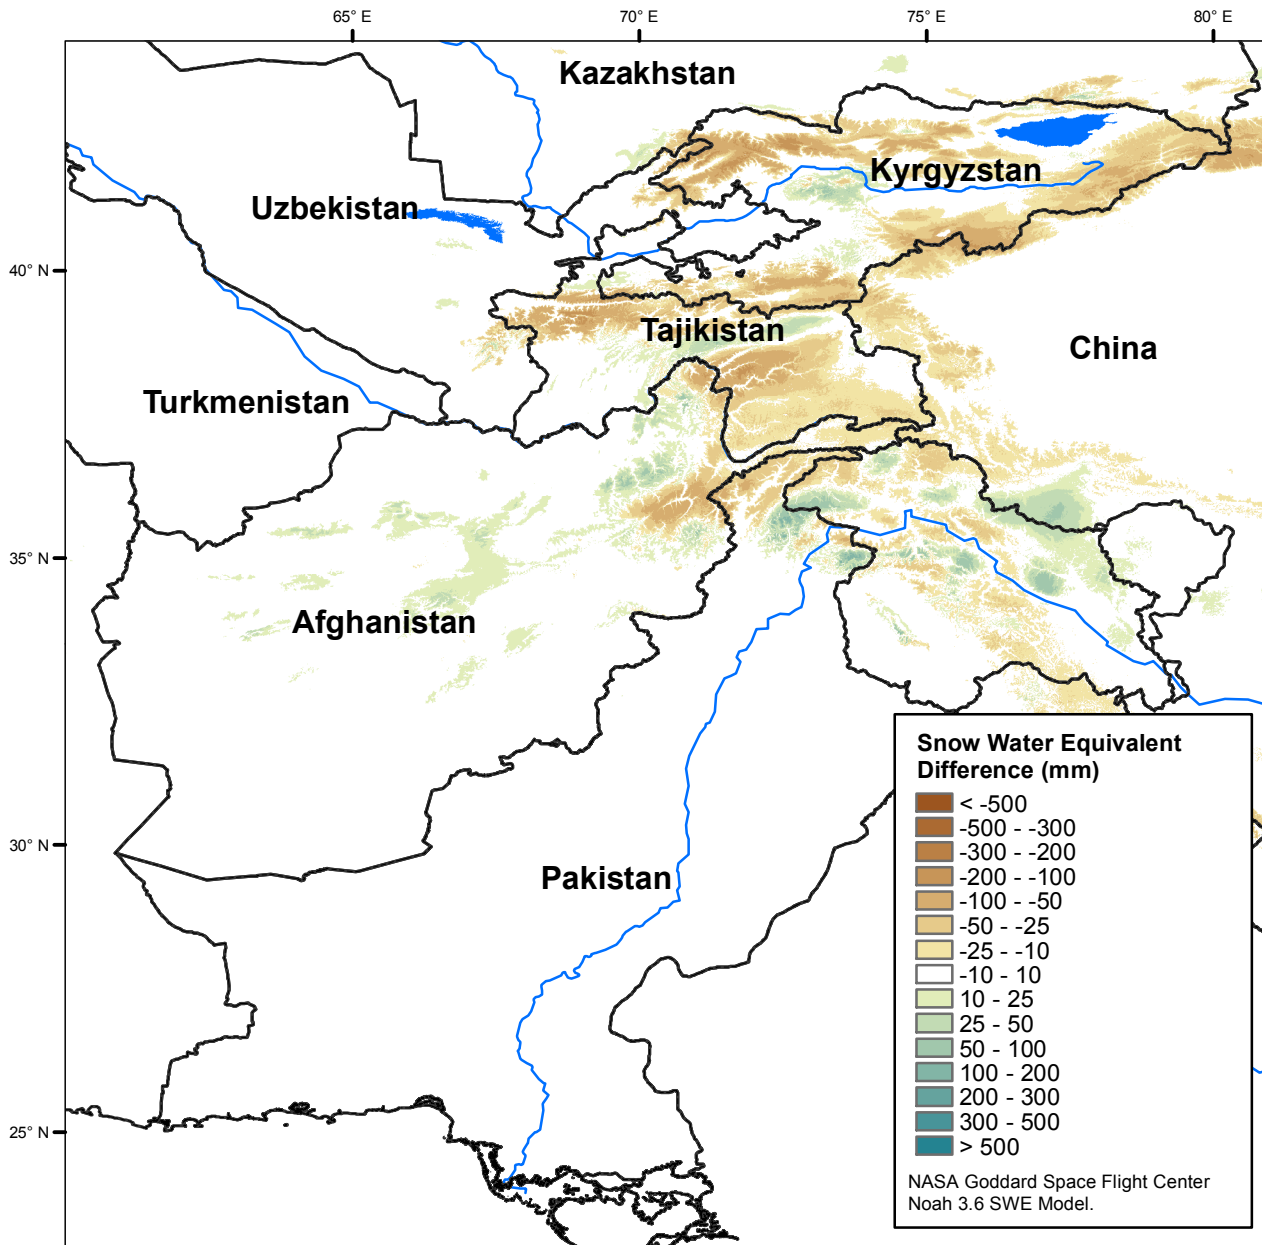 65° E
70° E
75° E
80° E
Kazakhstan
Kyrgyzstan
Uzbekistan
40° N
Tajikistan
China
Turkmenistan
35° N
Afghanistan
30° N
Pakistan
25° N
Snow Water Equivalent
Difference (mm)
< -500
-500 - -300
-300 - -200
-200 - -100
-100 - -50
-50 - -25
-25 - -10
-10 - 10
10 - 25
25 - 50
50 - 100
100 - 200
200 - 300
300 - 500
> 500
NASA Goddard Space Flight Center
Noah 3.6 SWE Model.